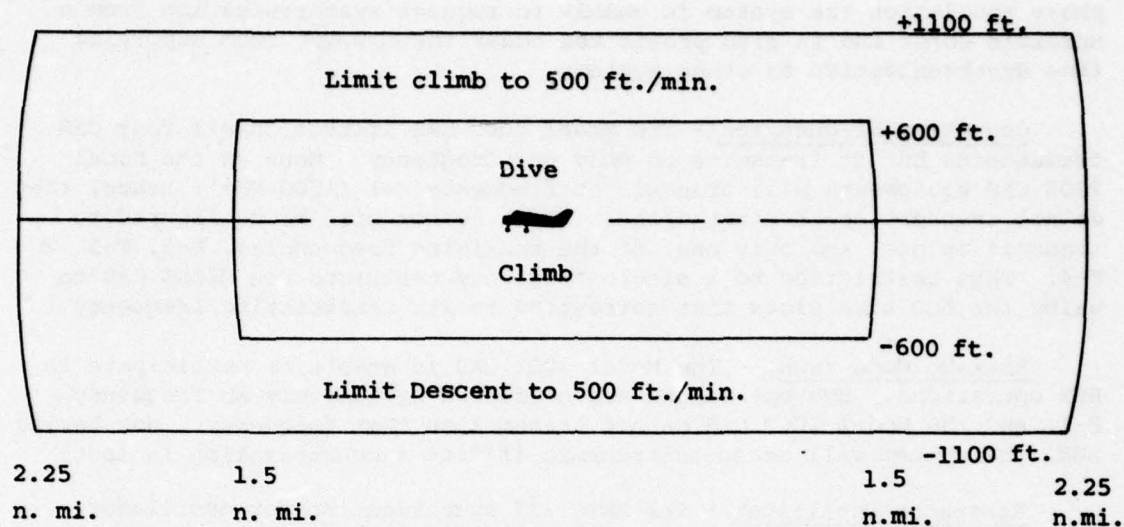 +1100 ft.
Limit climb to 500 ft./min.
+600 ft.
Dive
Climb
-600 ft.
Limit Descent to 500 ft./min.
-1100 ft.
2.25
n. mi.
1.5
n. mi.
1.5
n.mi.
2.25
n.mi.